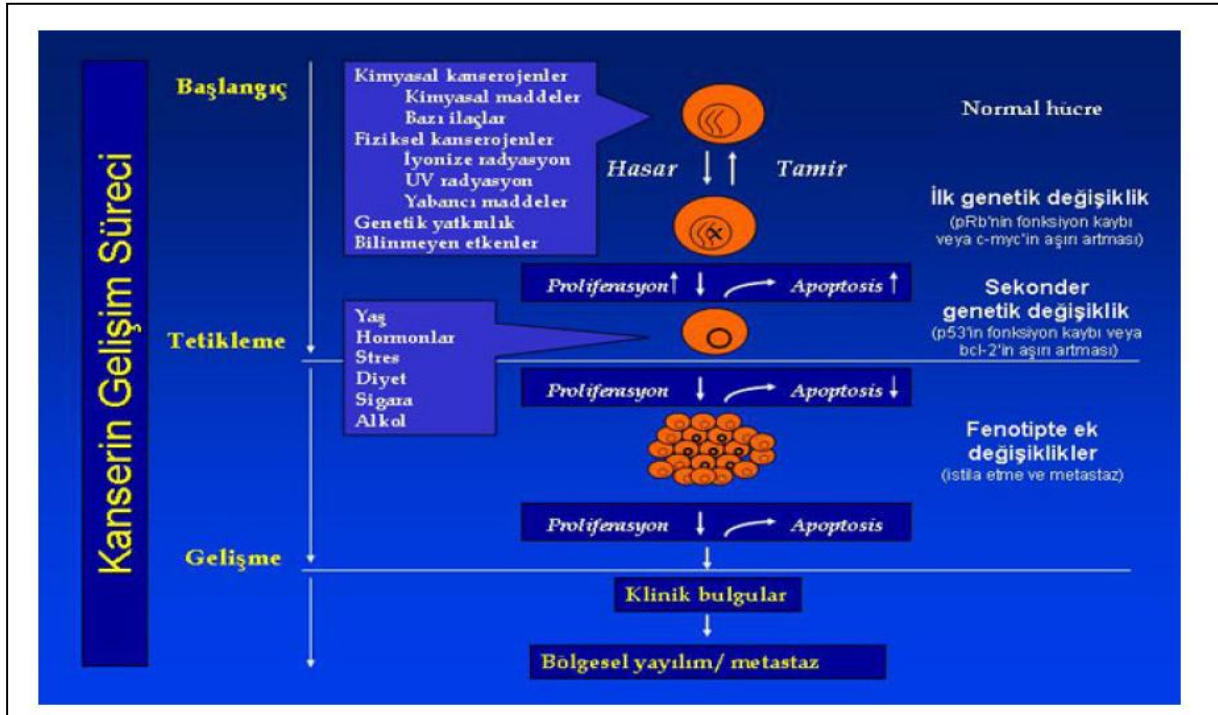 Kanserin Gelişim Süreci
Başlangıç
Kimyasal kanserojenler
Kimyasal maddeler
Bazı ilaçlar
Fiziksel kanserojenler
İyonize radyasyon
UV radyasyon
Yabancı maddeler
Genetik yatkınlık
Bilinmeyen etkenler
Normal hücre
Hasar
Tamir
İlk genetik değişiklik
(pRb'nin fonksiyon kaybı
veya c-myc'in aşırı artması)
Proliferasyon
Apoptosis
Tetikleme
Yaş
Hormonlar
Stres
Diyet
Sigara
Alkol
Sekonder
genetik değişiklik
(p53'in fonksiyon kaybı veya
bcl-2'in aşırı artması)
Proliferasyon
Apoptosis
Fenotipte ek
değişiklikler
(istila etme ve metastaz)
Proliferasyon
Apoptosis
Gelişme
Klinik bulgular
Bölgesel yayılım/ metastaz